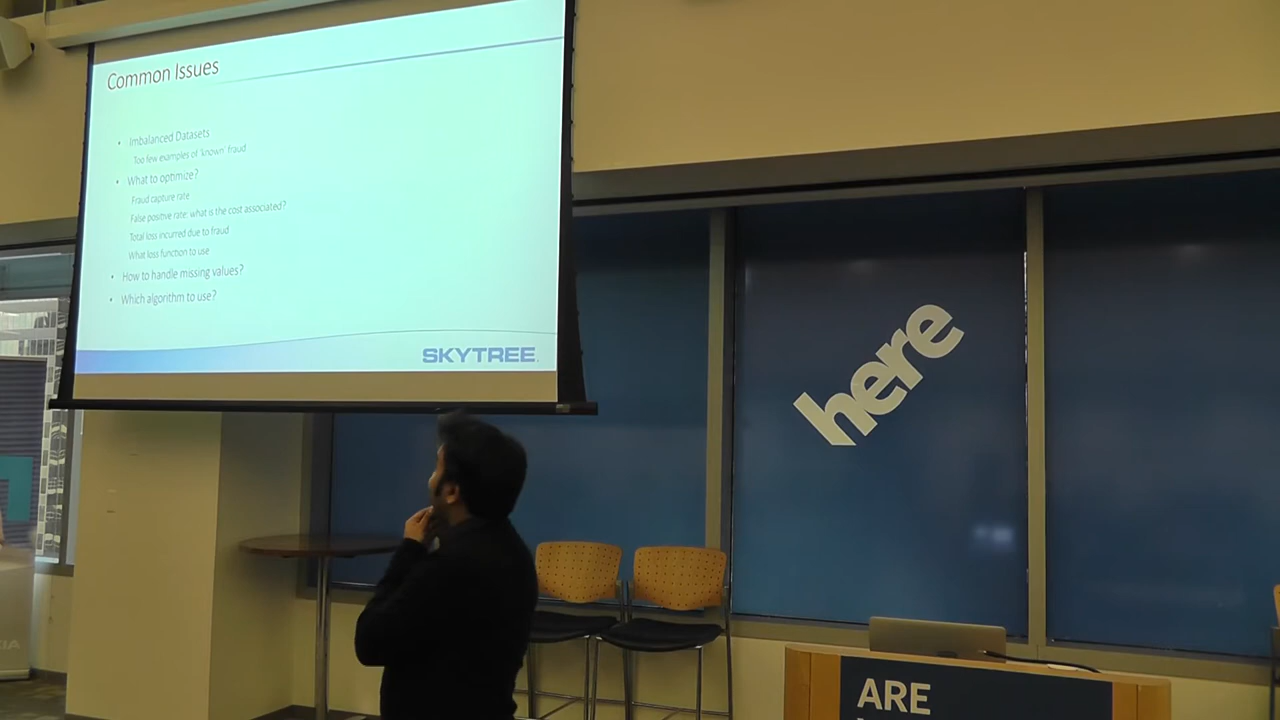 Common Issues
• Imbalanced Datasets
Too few examples of 'known' fraud
• What to optimize?
Fraud capture rate
False positive rate: what is the cost associated?
Total loss incurred due to fraud
What loss function to use
• How to handle missing values?
• Which algorithm to use?
SKYTREE
here
ARE